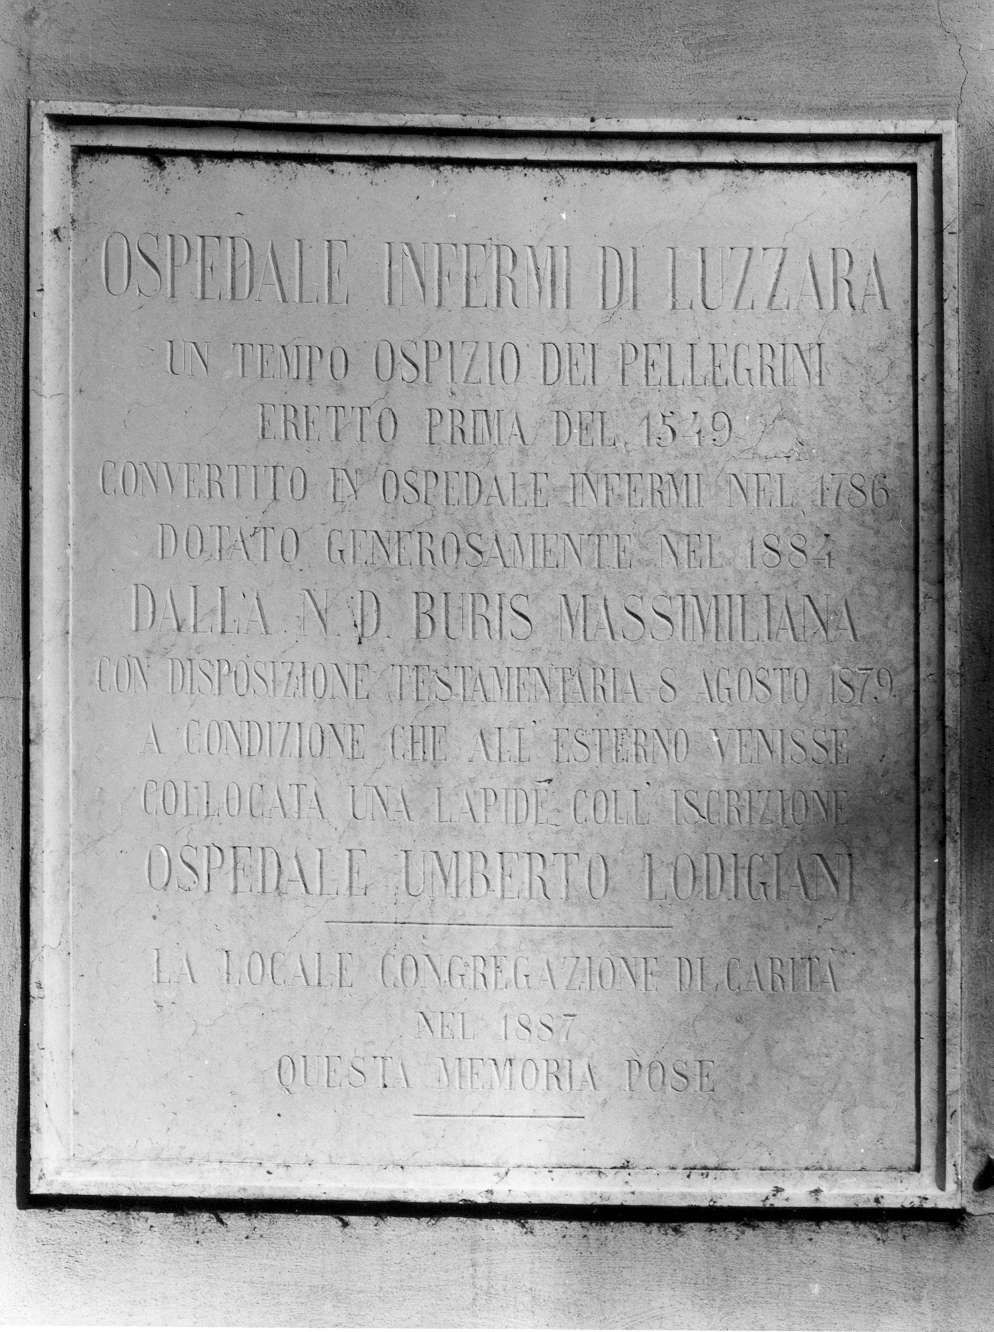 OSPEDALE INFERMI DI LUZZARA
UN TEMPO OSPIZIO DEI PELLEGRINI
ERETTO PRIMA DEL 1549
CONVERTITO IN OSPEDALE INFERMI NEL 1786
DOTATO GENEROSAMENTE NEL 1884
DALLA N. D. BURIS MASSIMILIANA
CON DISPOSIZIONE TESTAMENTARIA 8 AGOSTO 1879
A CONDIZIONE CHE ALL' ESTERNO VENISSE
COLLOCATA UNA LAPIDE COLL' ISCRIZIONE
OSPEDALE UMBERTO LODIGIANI
LA LOCALE CONGREGAZIONE DI CARITÀ
NEL 1887
QUESTA MEMORIA POSE